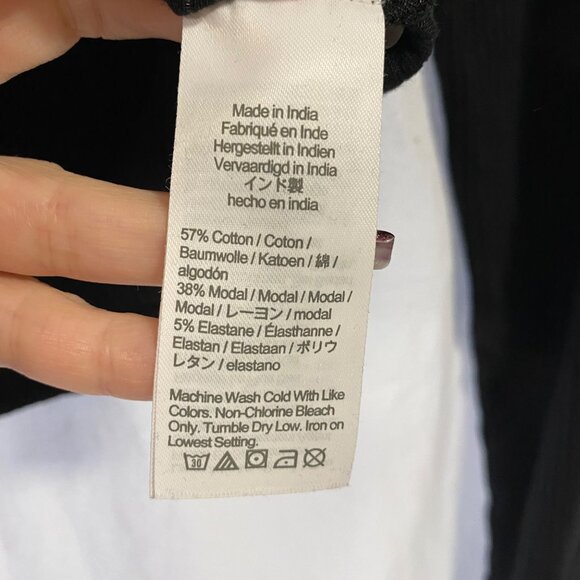 Made in India
Fabriqué en Inde
Hergestellt in Indien
Vervaardigd in India
インド製
hecho en india
57% Cotton / Coton /
Baumwolle / Katoen / 綿 /
algodón
38% Modal / Modal / Modal /
Modal / レーヨン / modal
5% Elastane / Élasthanne /
Elastan / Elastaan / ポリウ
レタン / elastano
Machine Wash Cold With Like
Colors. Non-Chlorine Bleach
Only. Tumble Dry Low. Iron on
Lowest Setting.
30